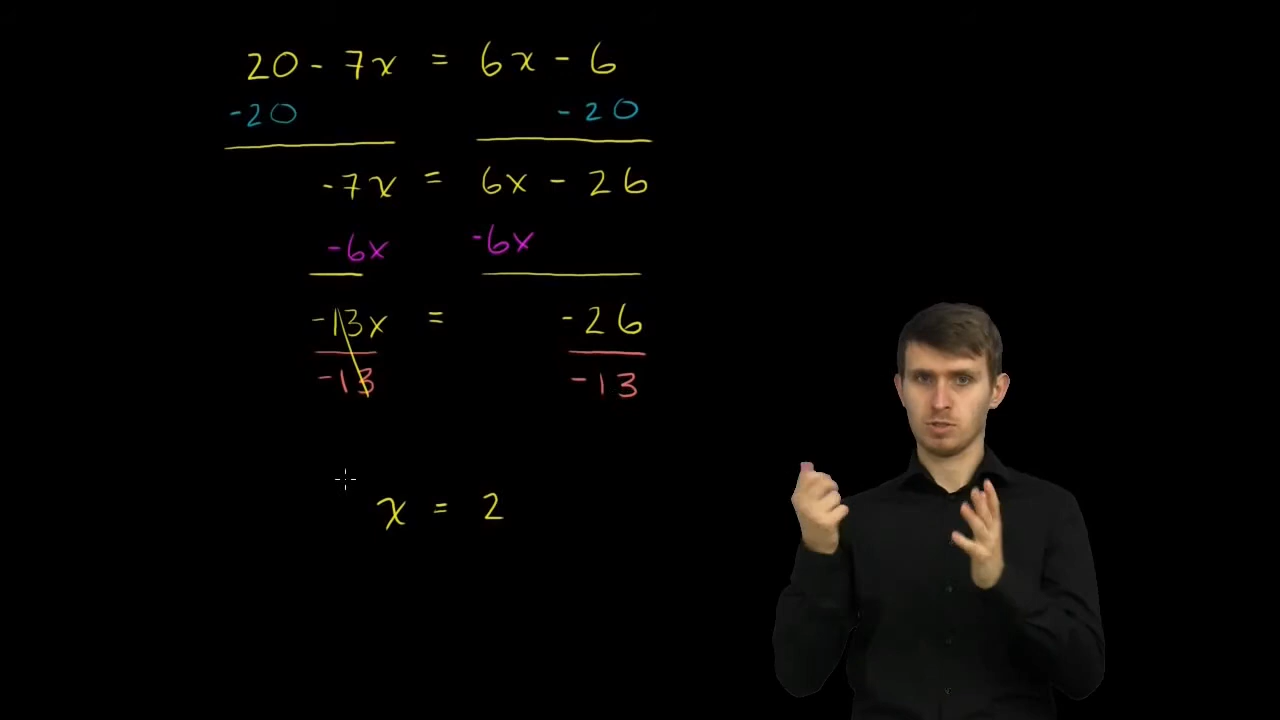 20 - 7x = 6x - 6
-20 - 20
-7x = 6x - 26
-6x -6x
-13x = -26
-13 -13
x = 2